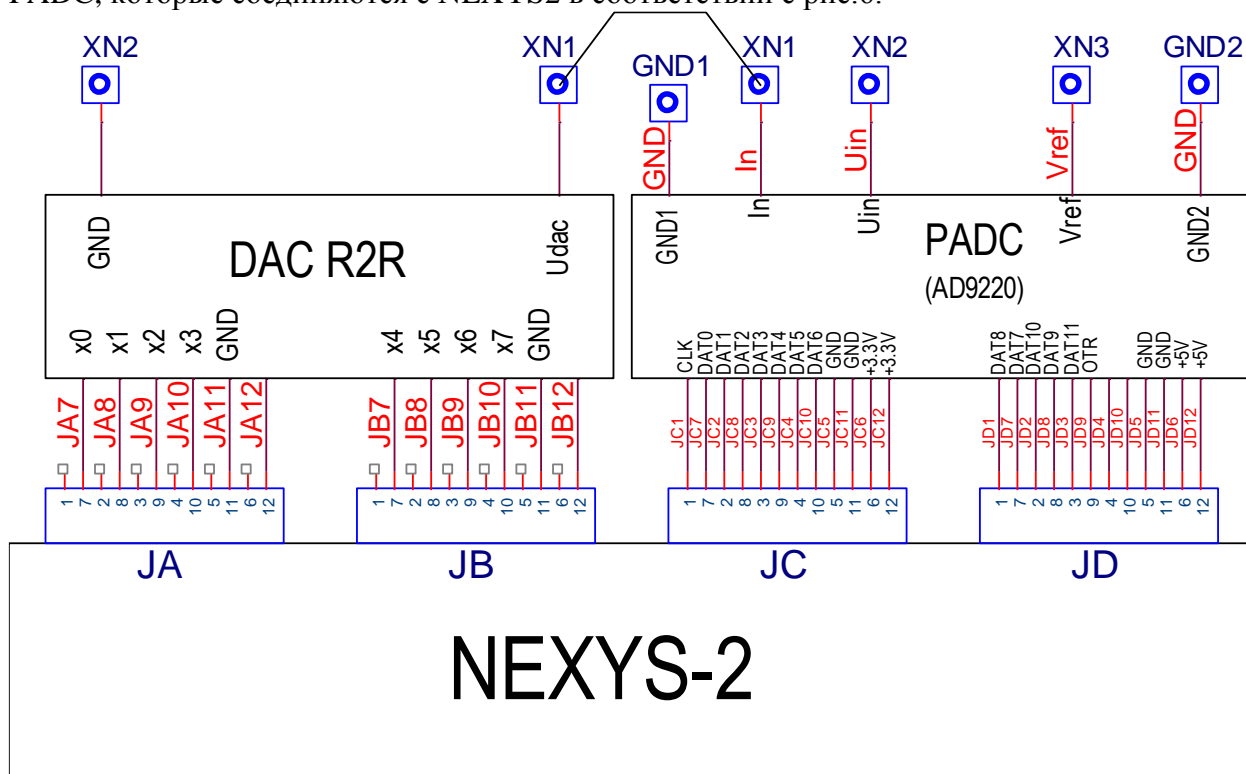 PADC, которые соединяются с NEXYS2 в соответствии с рис.6.
XN2 XN1 GND1 XN1 XN2 XN3 GND2
GND In Uin Vref GND
GND Udac GND1 In Uin Vref GND2
DAC R2R
PADC
(AD9220)
x0 x1 x2 x3 GND x4 x5 x6 x7 GND
CLK DAT0 DAT1 DAT2 DAT3 DAT4 DAT5 DAT6 GND GND +3.3V +3.3V
DAT8 DAT7 DAT10 DAT9 DAT11 OTR GND GND +5V +5V
JA7 JA8 JA9 JA10 JA11 JA12
JB7 JB8 JB9 JB10 JB11 JB12
JC1 JC7 JC2 JC8 JC3 JC9 JC4 JC10 JC5 JC11 JC6 JC12
JD1 JD7 JD2 JD8 JD3 JD9 JD4 JD10 JD5 JD11 JD6 JD12
1 7 2 8 3 9 4 10 5 11 6 12
1 7 2 8 3 9 4 10 5 11 6 12
1 7 2 8 3 9 4 10 5 11 6 12
1 7 2 8 3 9 4 10 5 11 6 12
JA JB JC JD
NEXYS-2